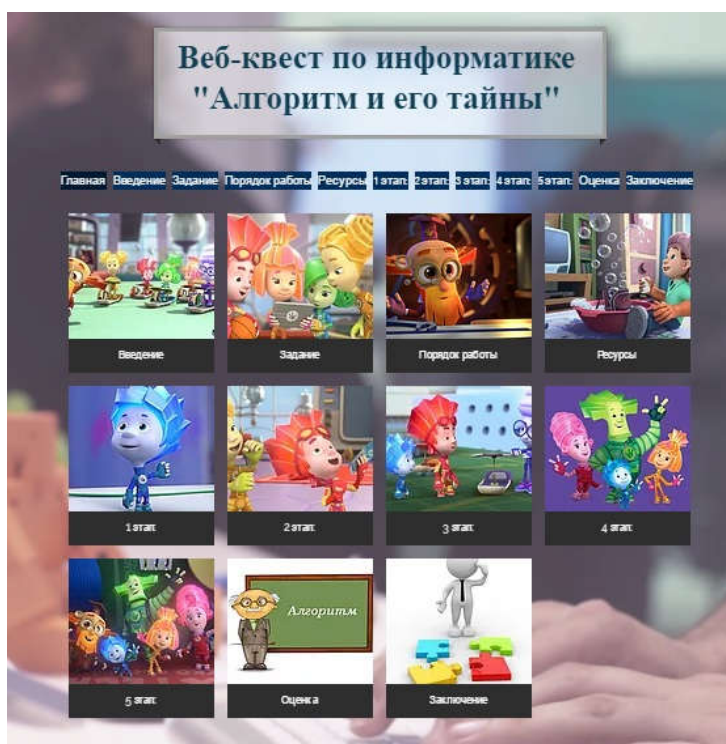 Веб-квест по информатике
"Алгоритм и его тайны"
Главная Введение Задание Порядок работы Ресурсы 1 этап: 2 этап: 3 этап: 4 этап: 5 этап: Оценка Заключение
Введение Задание Порядок работы Ресурсы
1 этап: 2 этап: 3 этап: 4 этап:
Алгоритм
5 этап: Оценка Заключение